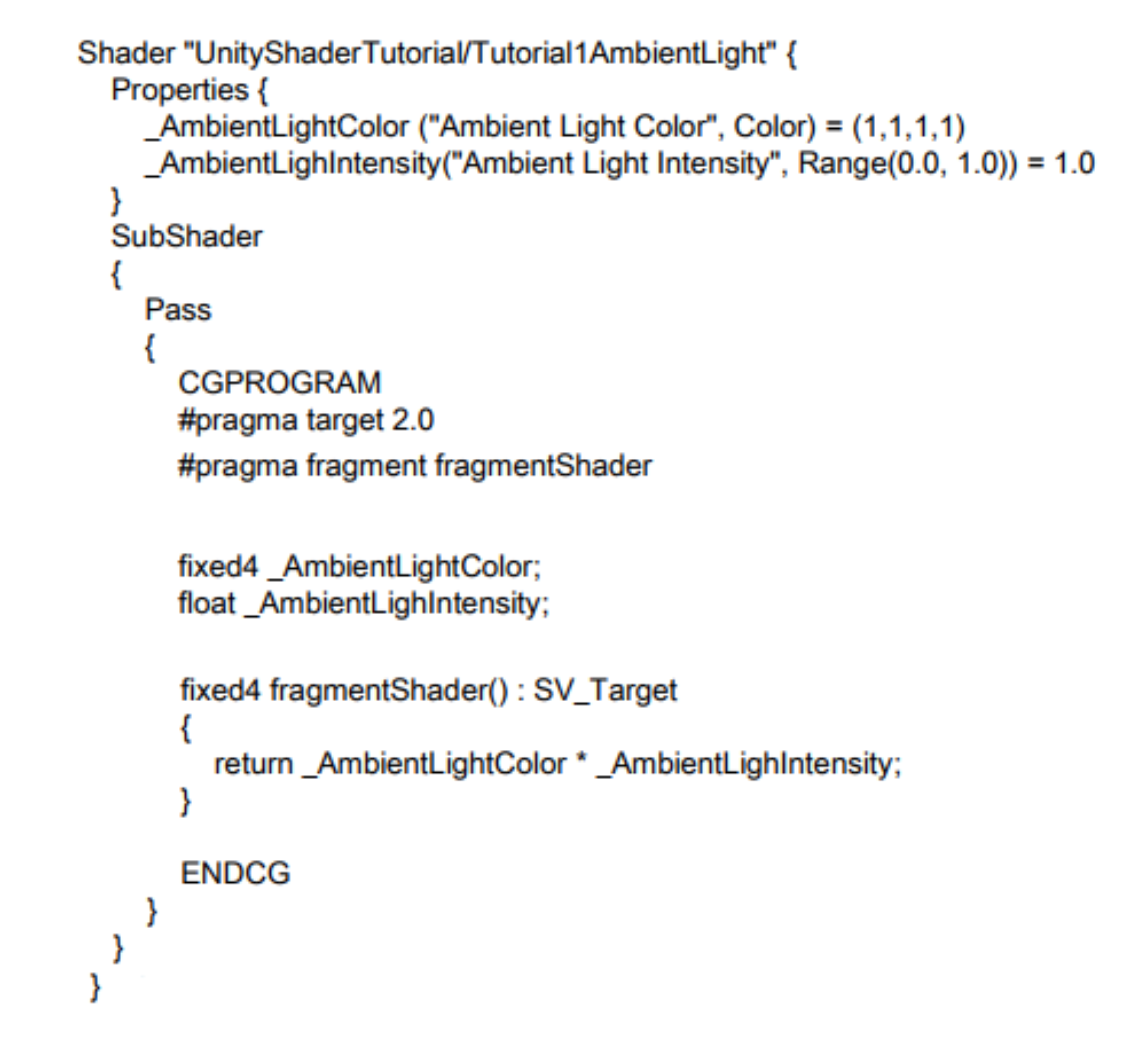 Shader "UnityShaderTutorial/Tutorial1AmbientLight" {
Properties {
_AmbientLightColor ("Ambient Light Color", Color) = (1,1,1,1)
_AmbientLighIntensity("Ambient Light Intensity", Range(0.0, 1.0)) = 1.0
}
SubShader
{
Pass
{
CGPROGRAM
#pragma target 2.0
#pragma fragment fragmentShader
fixed4 _AmbientLightColor;
float _AmbientLighIntensity;
fixed4 fragmentShader() : SV_Target
{
return _AmbientLightColor * _AmbientLighIntensity;
}
ENDCG
}
}
}